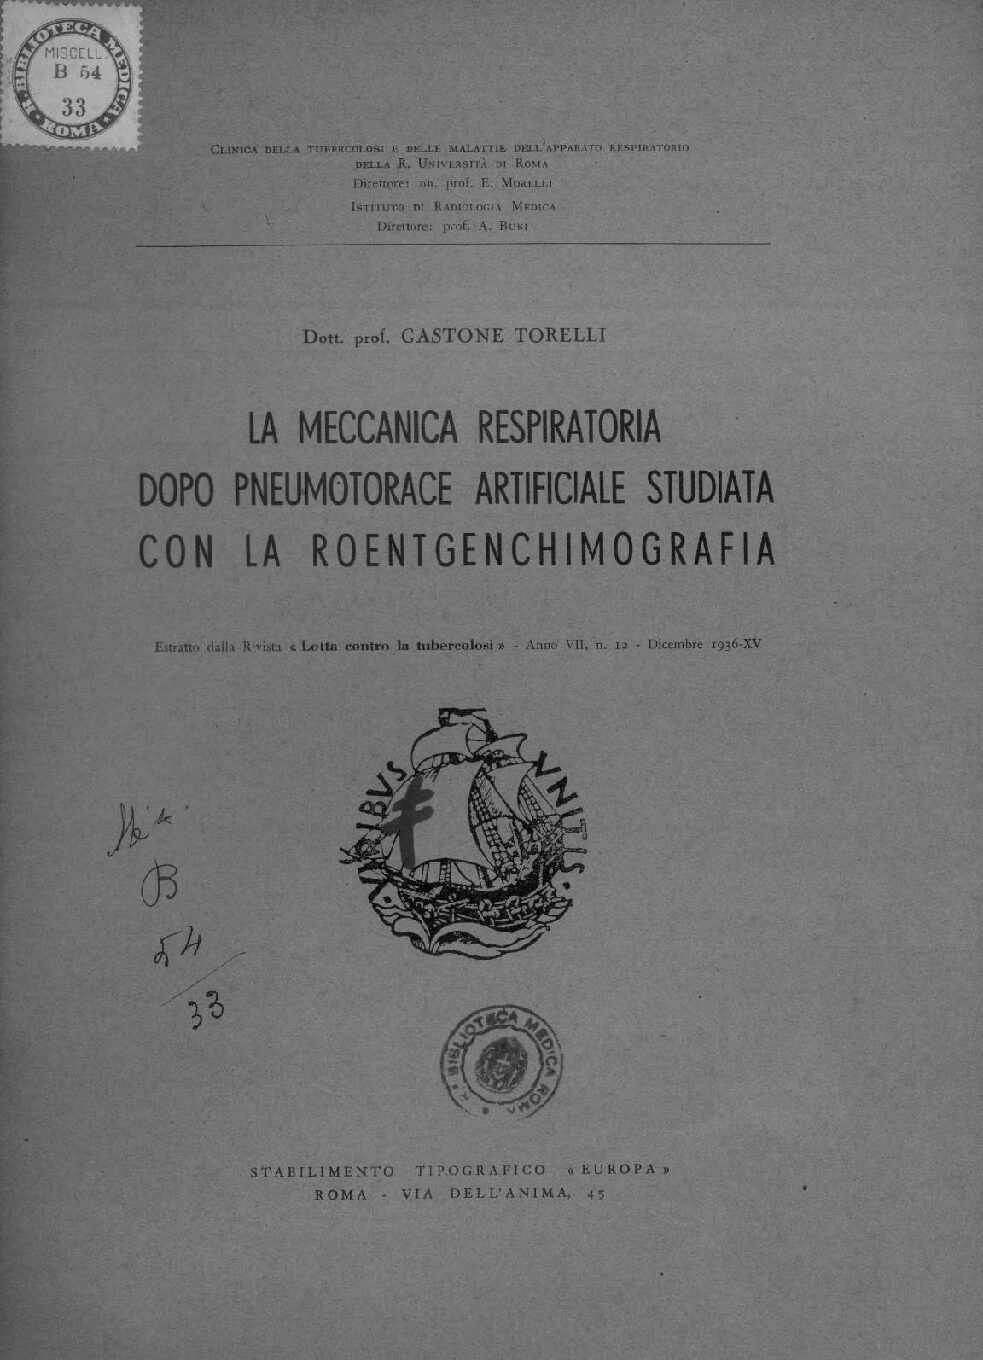 BIBLIOTECA MEDICA
MISCELL.
B 54
33
R. ROMA
CLINICA DELLA TUBERCOLOSI E DELLE MALATTIE DELL'APPARATO RESPIRATORIO
DELLA R. UNIVERSITÀ DI ROMA
Direttore: on. prof. E. MORELLI
ISTITUTO DI RADIOLOGIA MEDICA
Direttore: prof. A. BUSI
Dott. prof. GASTONE TORELLI
LA MECCANICA RESPIRATORIA
DOPO PNEUMOTORACE ARTIFICIALE STUDIATA
CON LA ROENTGENCHIMOGRAFIA
Estratto dalla Rivista « Lotta contro la tubercolosi » - Anno VII, n. 12 - Dicembre 1936-XV
VIRIBVS VNITIS
B
54
33
R. BIBLIOTECA MEDICA ROMA
STABILIMENTO TIPOGRAFICO « EUROPA »
ROMA - VIA DELL'ANIMA, 45